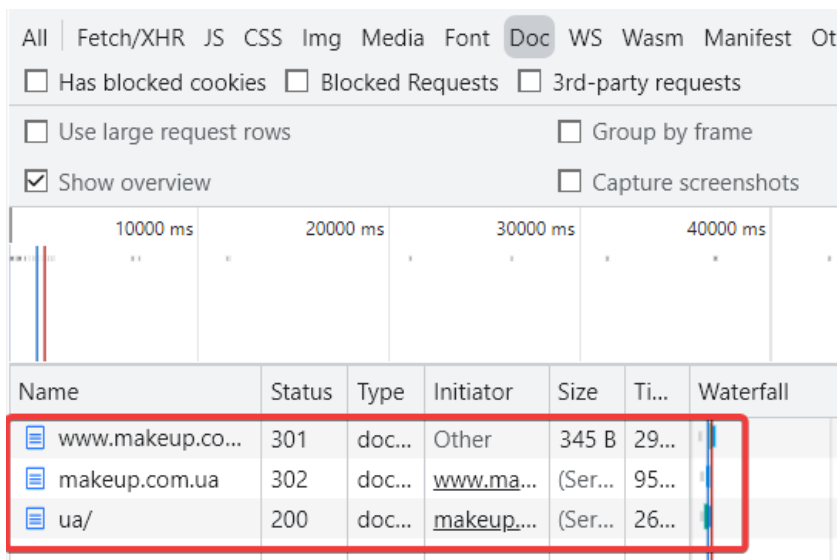 All Fetch/XHR JS CSS Img Media Font Doc WS Wasm Manifest Ot
Has blocked cookies Blocked Requests 3rd-party requests
Use large request rows Group by frame
Show overview Capture screenshots
10000 ms 20000 ms 30000 ms 40000 ms
Name Status Type Initiator Size Ti... Waterfall
www.makeup.co... 301 doc... Other 345 B 29...
makeup.com.ua 302 doc... www.ma... (Ser... 95...
ua/ 200 doc... makeup.... (Ser... 26...